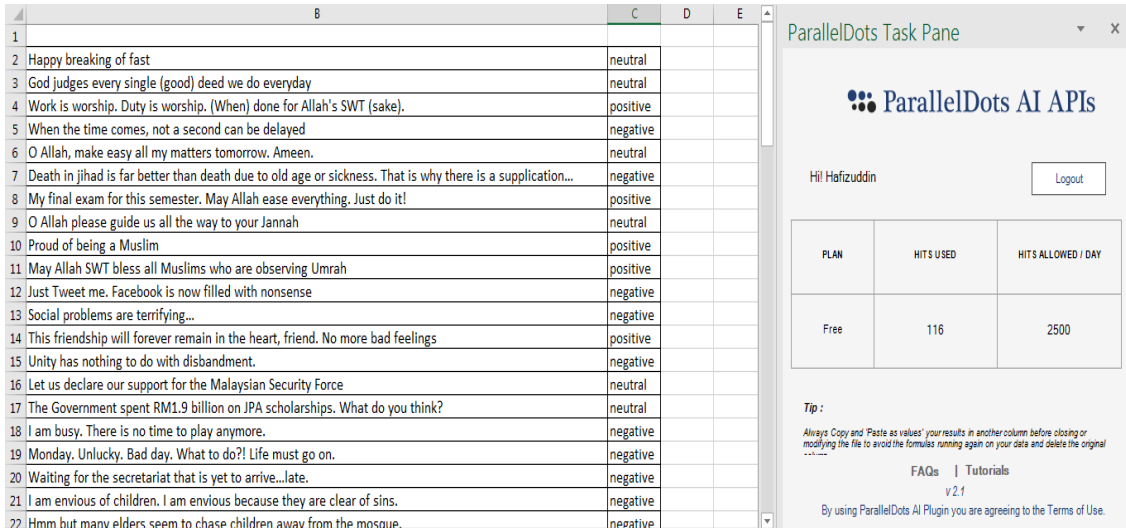 B C D E
1
2 Happy breaking of fast neutral
3 God judges every single (good) deed we do everyday neutral
4 Work is worship. Duty is worship. (When) done for Allah's SWT (sake). positive
5 When the time comes, not a second can be delayed negative
6 O Allah, make easy all my matters tomorrow. Ameen. neutral
7 Death in jihad is far better than death due to old age or sickness. That is why there is a supplication... negative
8 My final exam for this semester. May Allah ease everything. Just do it! positive
9 O Allah please guide us all the way to your Jannah neutral
10 Proud of being a Muslim positive
11 May Allah SWT bless all Muslims who are observing Umrah positive
12 Just Tweet me. Facebook is now filled with nonsense negative
13 Social problems are terrifying... negative
14 This friendship will forever remain in the heart, friend. No more bad feelings positive
15 Unity has nothing to do with disbandment. negative
16 Let us declare our support for the Malaysian Security Force neutral
17 The Government spent RM1.9 billion on JPA scholarships. What do you think? neutral
18 I am busy. There is no time to play anymore. negative
19 Monday. Unlucky. Bad day. What to do?! Life must go on. negative
20 Waiting for the secretariat that is yet to arrive...late. negative
21 I am envious of children. I am envious because they are clear of sins. negative
22 Hmm but many elders seem to chase children away from the mosque. negative
ParallelDots Task Pane X
ParallelDots AI APIs
Hi! Hafizuddin Logout
PLAN HITS USED HITS ALLOWED / DAY
Free 116 2500
Tip :
Always Copy and 'Paste as values' your results in another column before closing or
modifying the file to avoid the formulas running again on your data and delete the original
FAQs | Tutorials
v 2.1
By using ParallelDots AI Plugin you are agreeing to the Terms of Use.